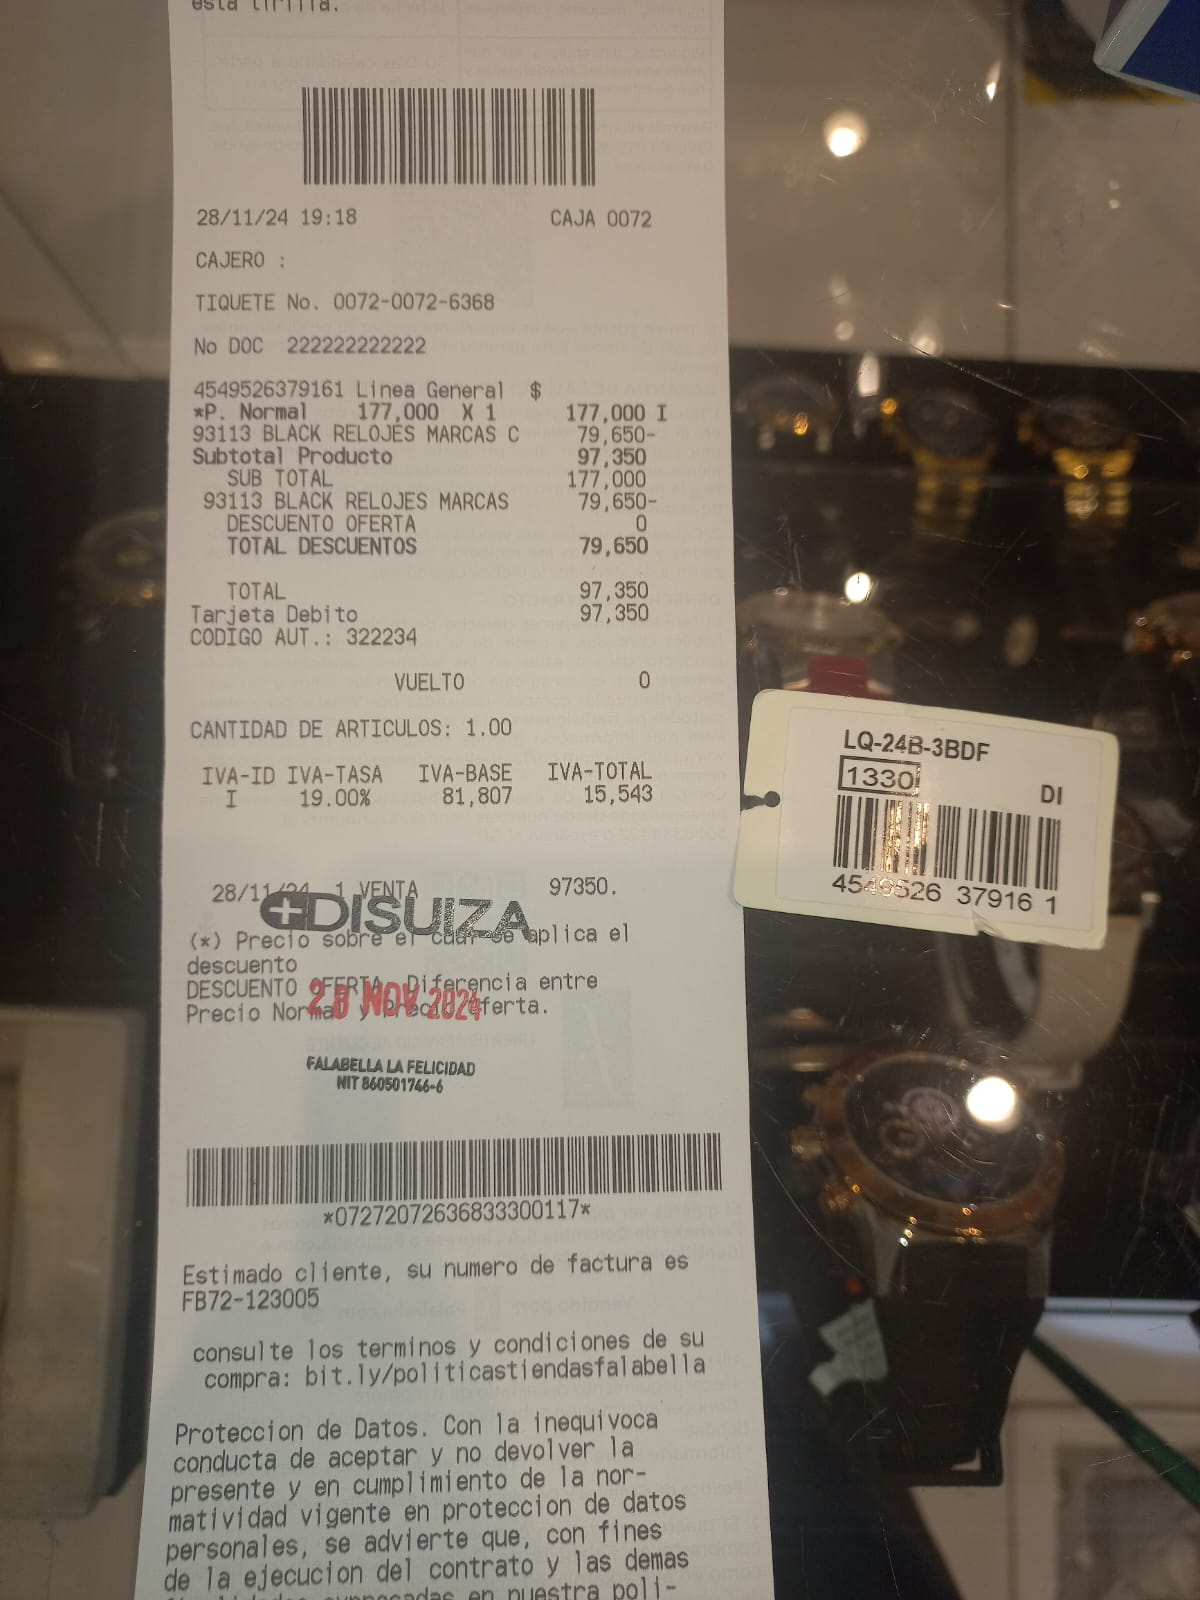 esta tirilla.
28/11/24 19:18 CAJA 0072
CAJERO :
TIQUETE No. 0072-0072-6368
No DOC 222222222222
4549526379161 Linea General $
*P. Normal 177,000 X 1 177,000 I
93113 BLACK RELOJES MARCAS C 79,650-
Subtotal Producto 97,350
SUB TOTAL 177,000
93113 BLACK RELOJES MARCAS 79,650-
DESCUENTO OFERTA 0
TOTAL DESCUENTOS 79,650
TOTAL 97,350
Tarjeta Debito 97,350
CODIGO AUT.: 322234
VUELTO 0
CANTIDAD DE ARTICULOS: 1.00
IVA-ID IVA-TASA IVA-BASE IVA-TOTAL
I 19.00% 81,807 15,543
28/11/24 1 VENTA 97350.
DISUIZA
(*) Precio sobre el cual se aplica el
descuento
DESCUENTO OFERTA: Diferencia entre
Precio Normal y Precio Oferta.
28 NOV 2024
FALABELLA LA FELICIDAD
NIT 860501746-6
*07272072636833300117*
Estimado cliente, su numero de factura es
FB72-123005
consulte los terminos y condiciones de su
compra: bit.ly/politicastiendasfalabella
Proteccion de Datos. Con la inequivoca
conducta de aceptar y no devolver la
presente y en cumplimiento de la nor-
matividad vigente en proteccion de datos
personales, se advierte que, con fines
de la ejecucion del contrato y las demas
en nuestra poli-
LQ-24B-3BDF
1330
DI
4549526 37916 1